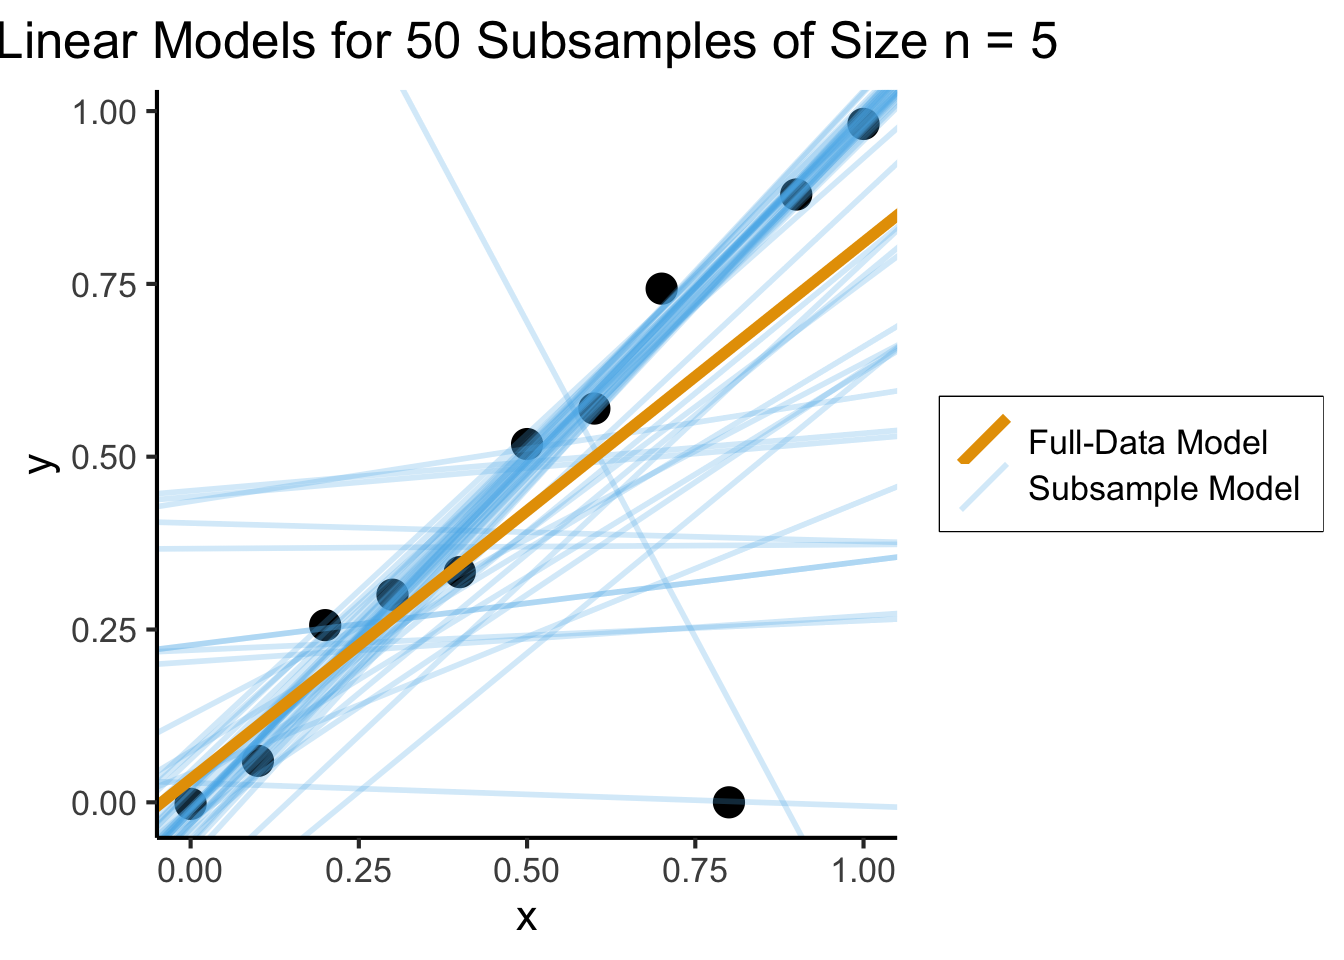 Linear Models for 50 Subsamples of Size n = 5
1.00
0.75
0.50
0.25
0.00
y
0.00 0.25 0.50 0.75 1.00
x
Full-Data Model
Subsample Model